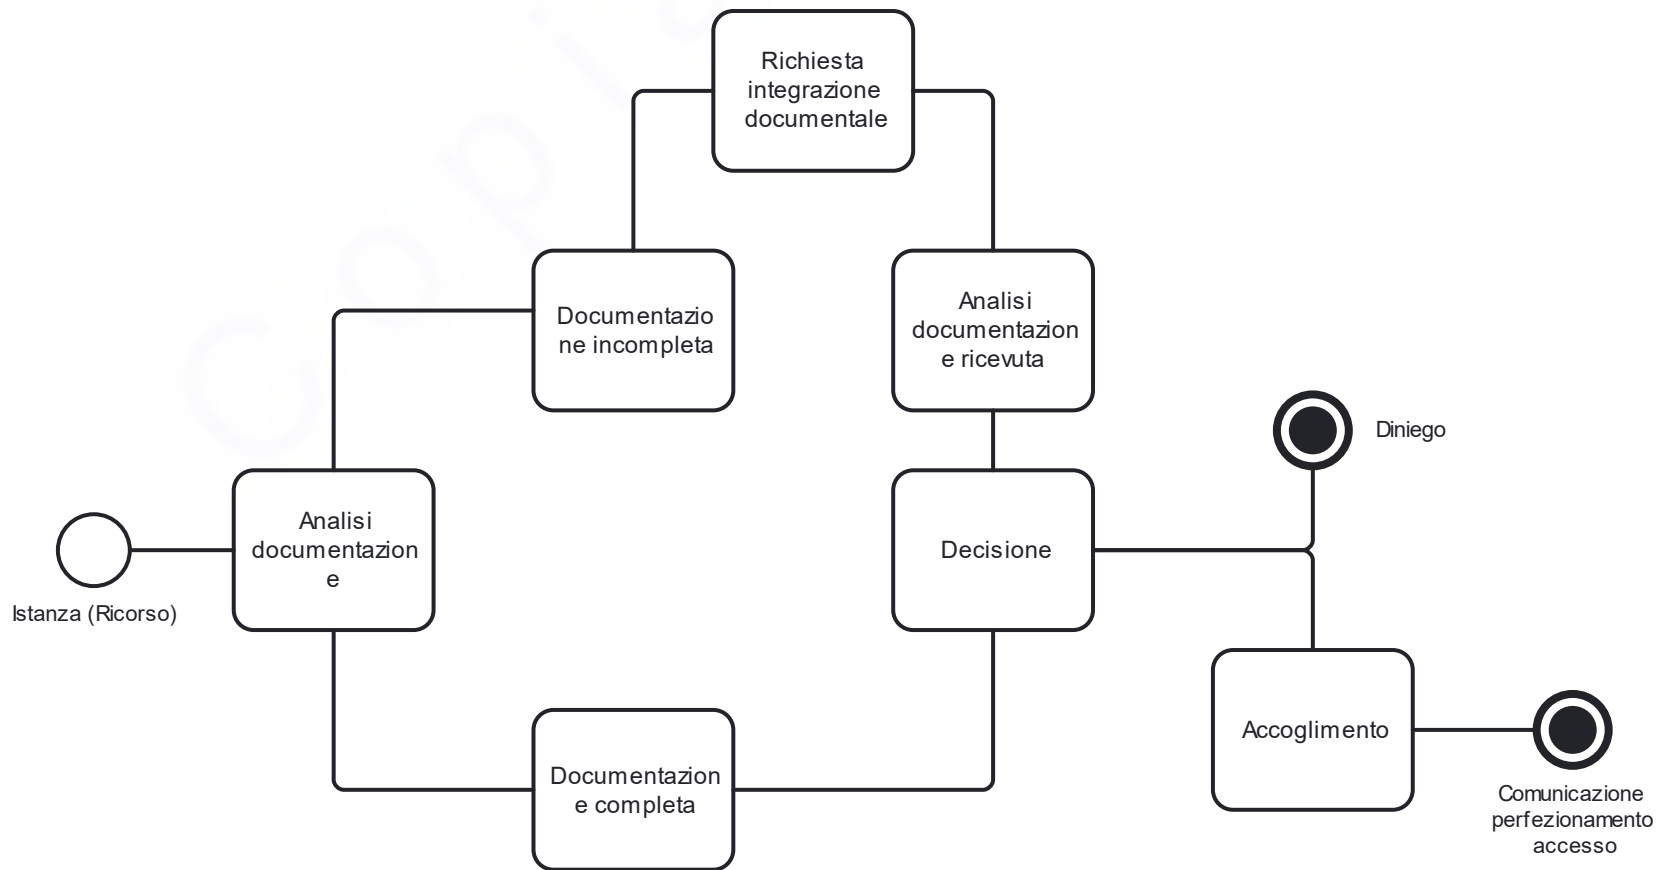 Richiesta
integrazione
documentale
Documentazio
ne incompleta
Analisi
documentazion
e ricevuta
Diniego
Analisi
documentazion
e
Decisione
Istanza (Ricorso)
Documentazion
e completa
Accoglimento
Comunicazione
perfezionamento
accesso